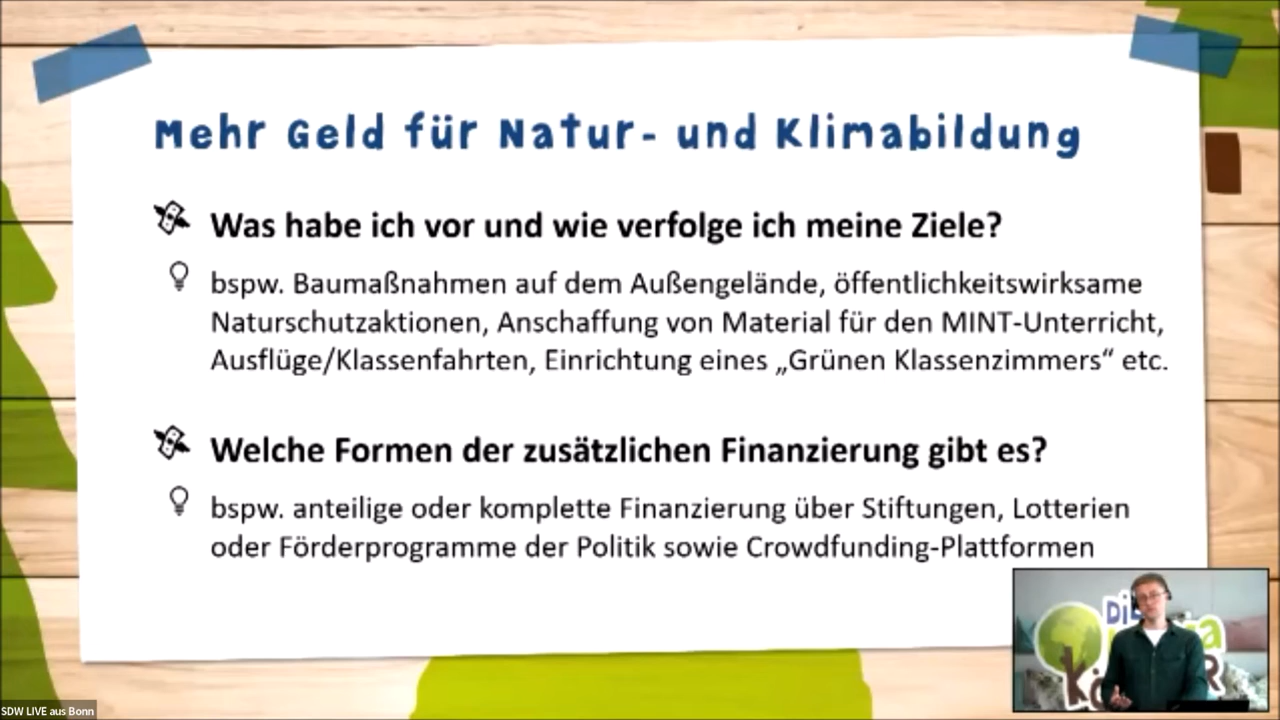 Mehr Geld für Natur- und Klimabildung
Was habe ich vor und wie verfolge ich meine Ziele?
bspw. Baumaßnahmen auf dem Außengelände, öffentlichkeitswirksame
Naturschutzaktionen, Anschaffung von Material für den MINT-Unterricht,
Ausflüge/Klassenfahrten, Einrichtung eines „Grünen Klassenzimmers“ etc.
Welche Formen der zusätzlichen Finanzierung gibt es?
bspw. anteilige oder komplette Finanzierung über Stiftungen, Lotterien
oder Förderprogramme der Politik sowie Crowdfunding-Plattformen
SDW LIVE aus Bonn